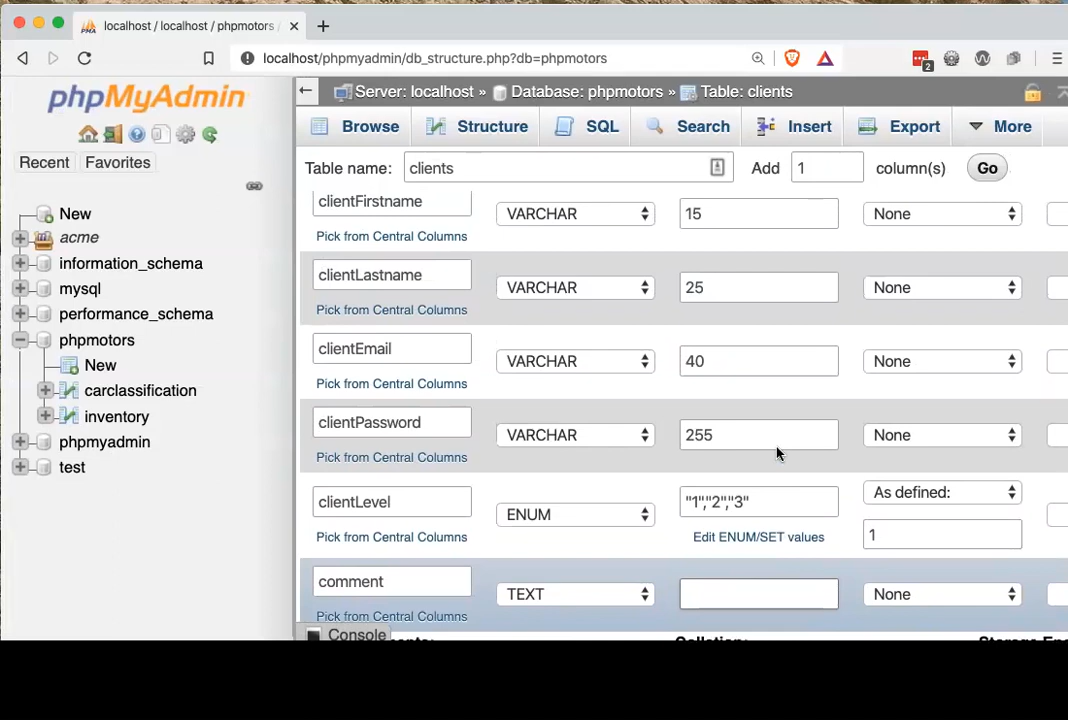 localhost / localhost / phpmotors /
localhost/phpmyadmin/db_structure.php?db=phpmotors
2
phpMyAdmin
Recent Favorites
New
acme
information_schema
mysql
performance_schema
phpmotors
New
carclassification
inventory
phpmyadmin
test
Server: localhost » Database: phpmotors » Table: clients
Browse Structure SQL Search Insert Export More
Table name: clients Add 1 column(s) Go
clientFirstname VARCHAR 15 None
Pick from Central Columns
clientLastname VARCHAR 25 None
Pick from Central Columns
clientEmail VARCHAR 40 None
Pick from Central Columns
clientPassword VARCHAR 255 None
Pick from Central Columns
clientLevel ENUM "1","2","3" As defined:
Pick from Central Columns Edit ENUM/SET values 1
comment TEXT None
Pick from Central Columns
Console